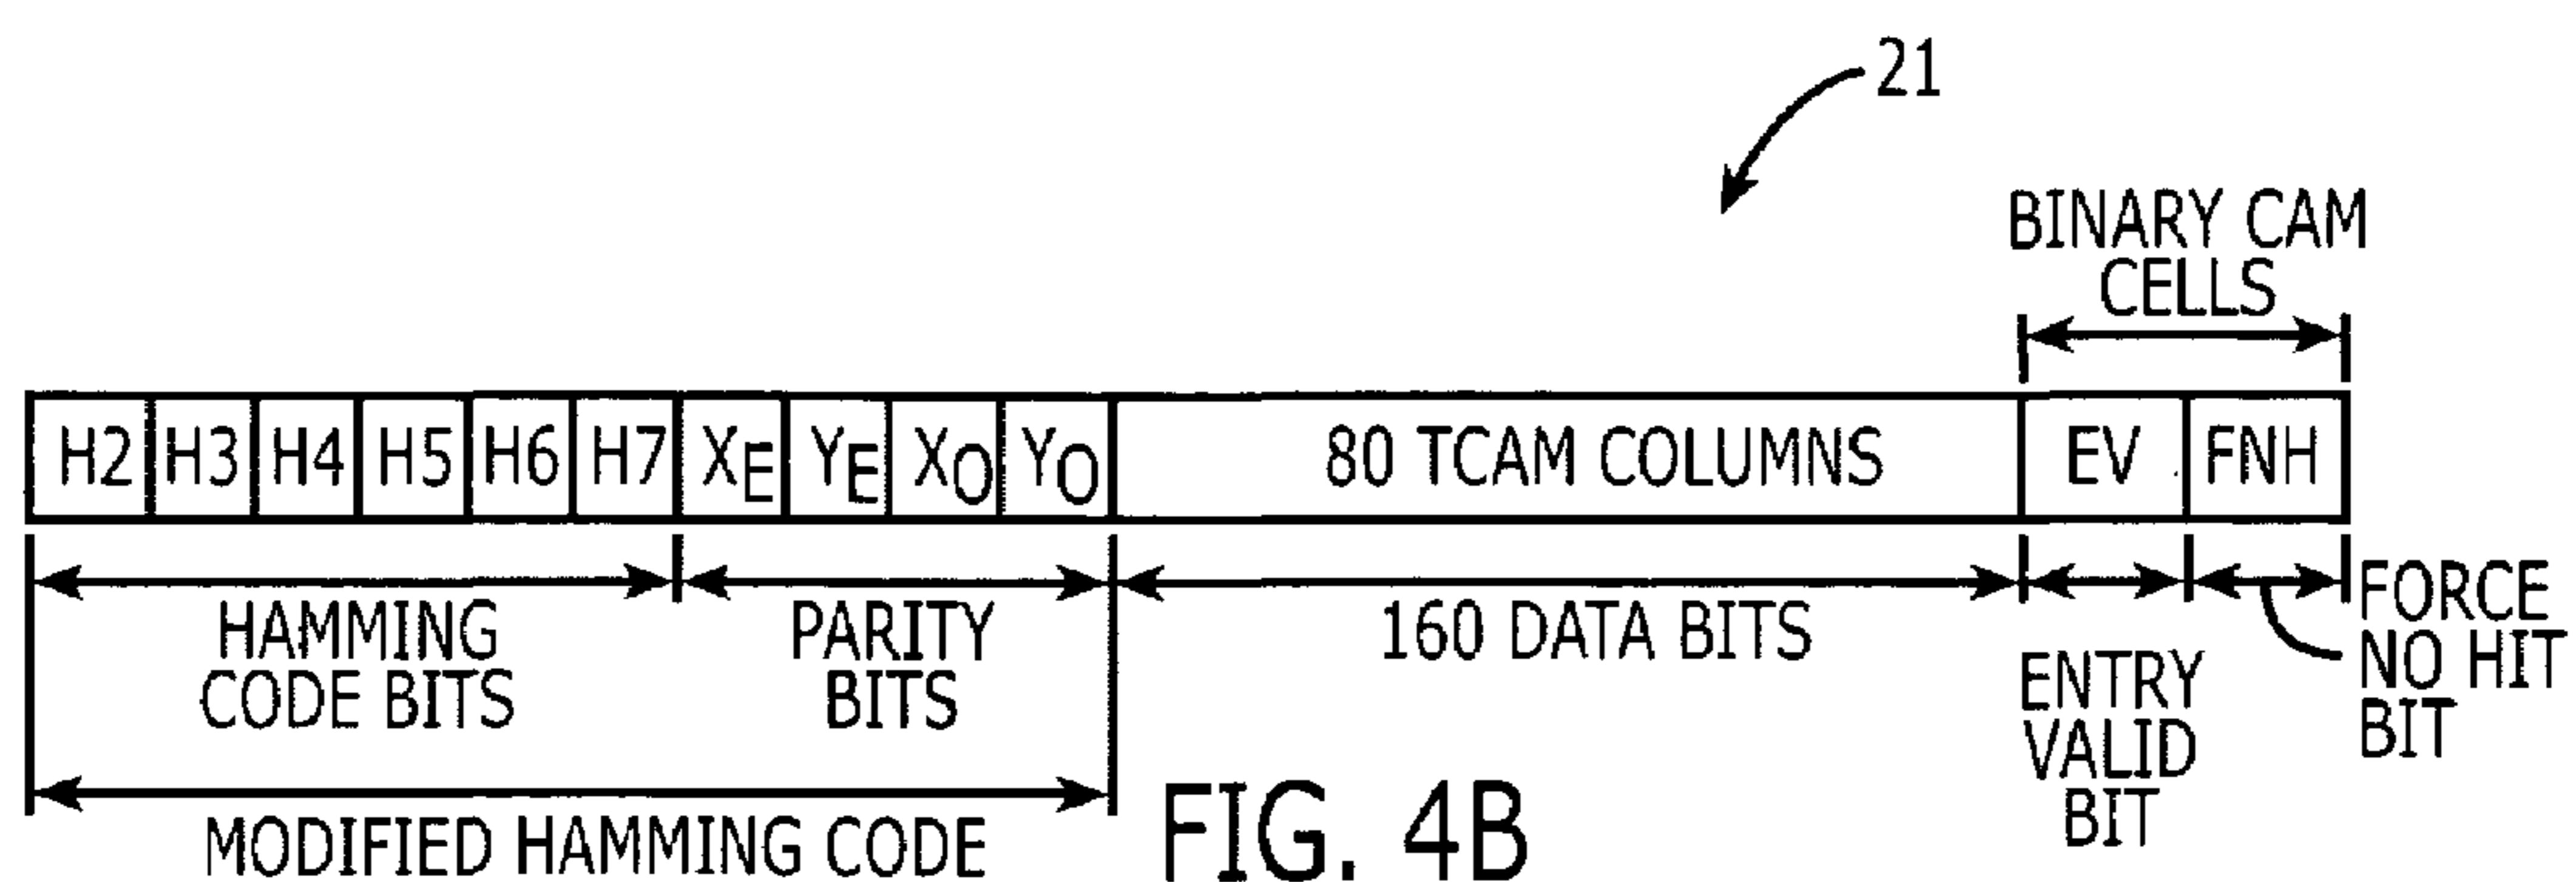 21
BINARY CAM
CELLS
H2 H3 H4 H5 H6 H7 XE YE XO YO 80 TCAM COLUMNS EV FNH
HAMMING
CODE BITS
PARITY
BITS
160 DATA BITS
ENTRY
VALID
BIT
FORCE
NO HIT
BIT
MODIFIED HAMMING CODE
FIG. 4B